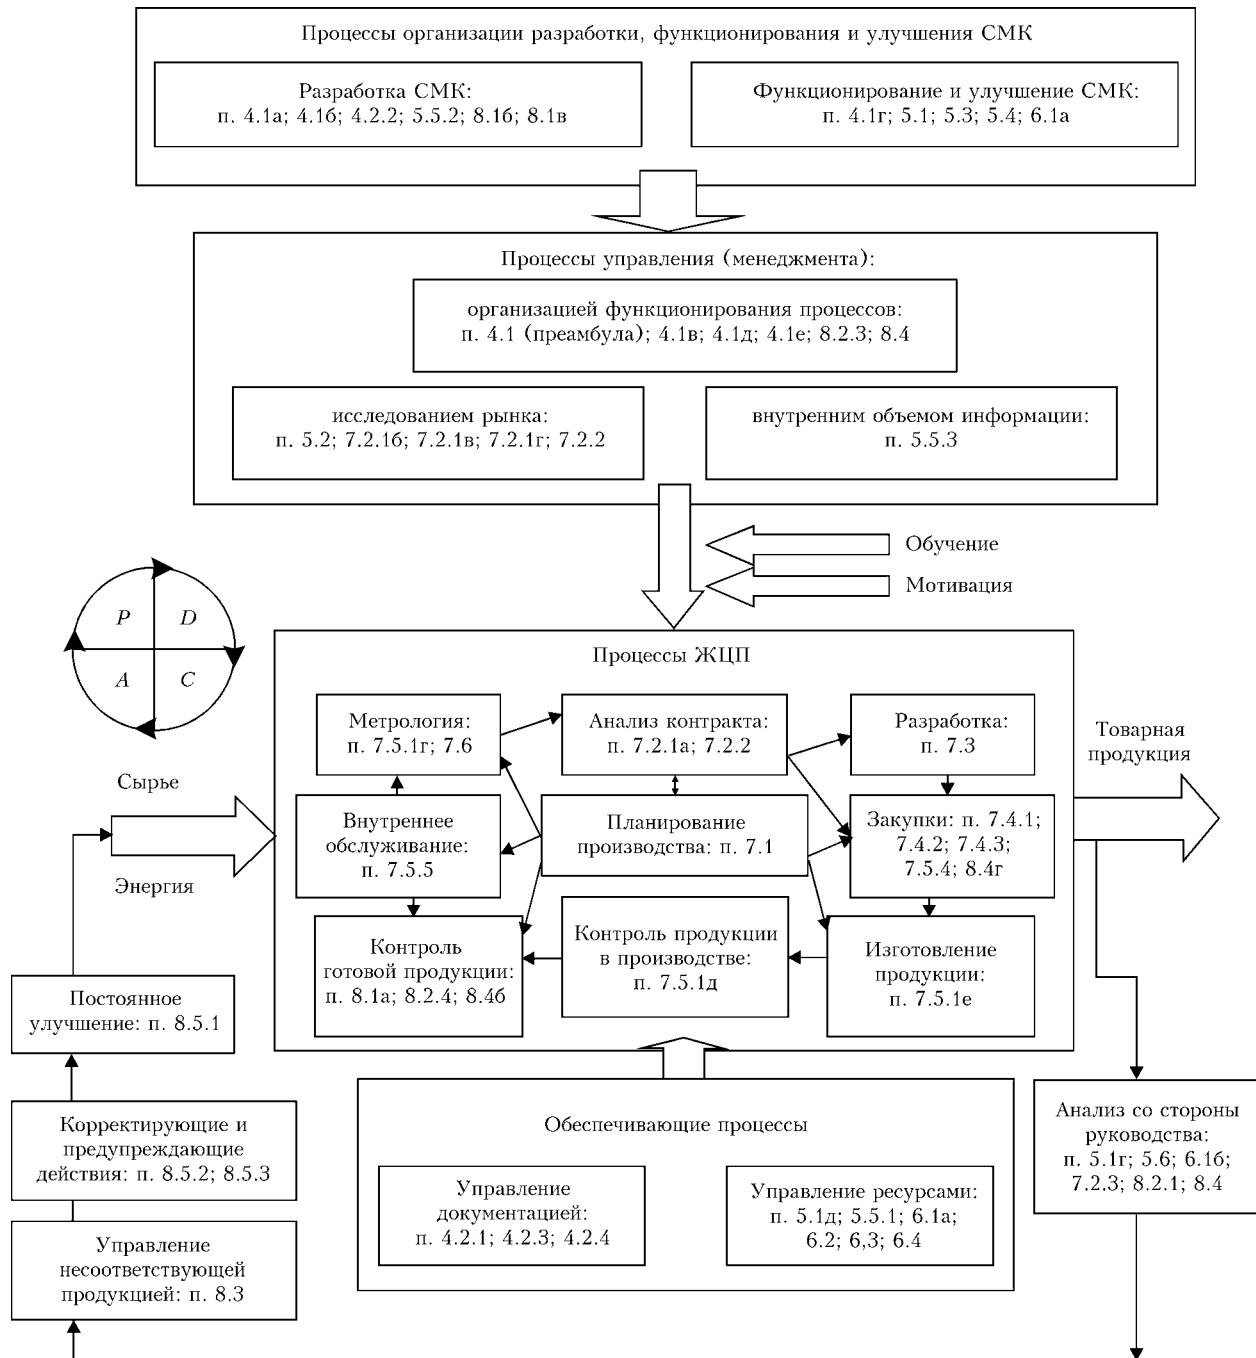 Процессы организации разработки, функционирования и улучшения СМК
Разработка СМК:
п. 4.1а; 4.1б; 4.2.2; 5.5.2; 8.1б; 8.1в
Функционирование и улучшение СМК:
п. 4.1г; 5.1; 5.3; 5.4; 6.1а
Процессы управления (менеджмента):
организацией функционирования процессов:
п. 4.1 (преамбула); 4.1в; 4.1д; 4.1е; 8.2.3; 8.4
исследованием рынка:
п. 5.2; 7.2.1б; 7.2.1в; 7.2.1г; 7.2.2
внутренним объемом информации:
п. 5.5.3
Обучение
Мотивация
P
D
A
C
Процессы ЖЦП
Метрология:
п. 7.5.1г; 7.6
Анализ контракта:
п. 7.2.1а; 7.2.2
Разработка:
п. 7.3
Товарная
продукция
Сырье
Энергия
Внутреннее
обслуживание:
п. 7.5.5
Планирование
производства: п. 7.1
Закупки: п. 7.4.1;
7.4.2; 7.4.3;
7.5.4; 8.4г
Контроль
готовой продукции:
п. 8.1а; 8.2.4; 8.4б
Контроль продукции
в производстве:
п. 7.5.1д
Изготовление
продукции:
п. 7.5.1е
Постоянное
улучшение: п. 8.5.1
Корректирующие и
предупреждающие
действия: п. 8.5.2; 8.5.3
Управление
несоответствующей
продукцией: п. 8.3
Обеспечивающие процессы
Управление
документацией:
п. 4.2.1; 4.2.3; 4.2.4
Управление ресурсами:
п. 5.1д; 5.5.1; 6.1а;
6.2; 6,3; 6.4
Анализ со стороны
руководства:
п. 5.1г; 5.6; 6.1б;
7.2.3; 8.2.1; 8.4